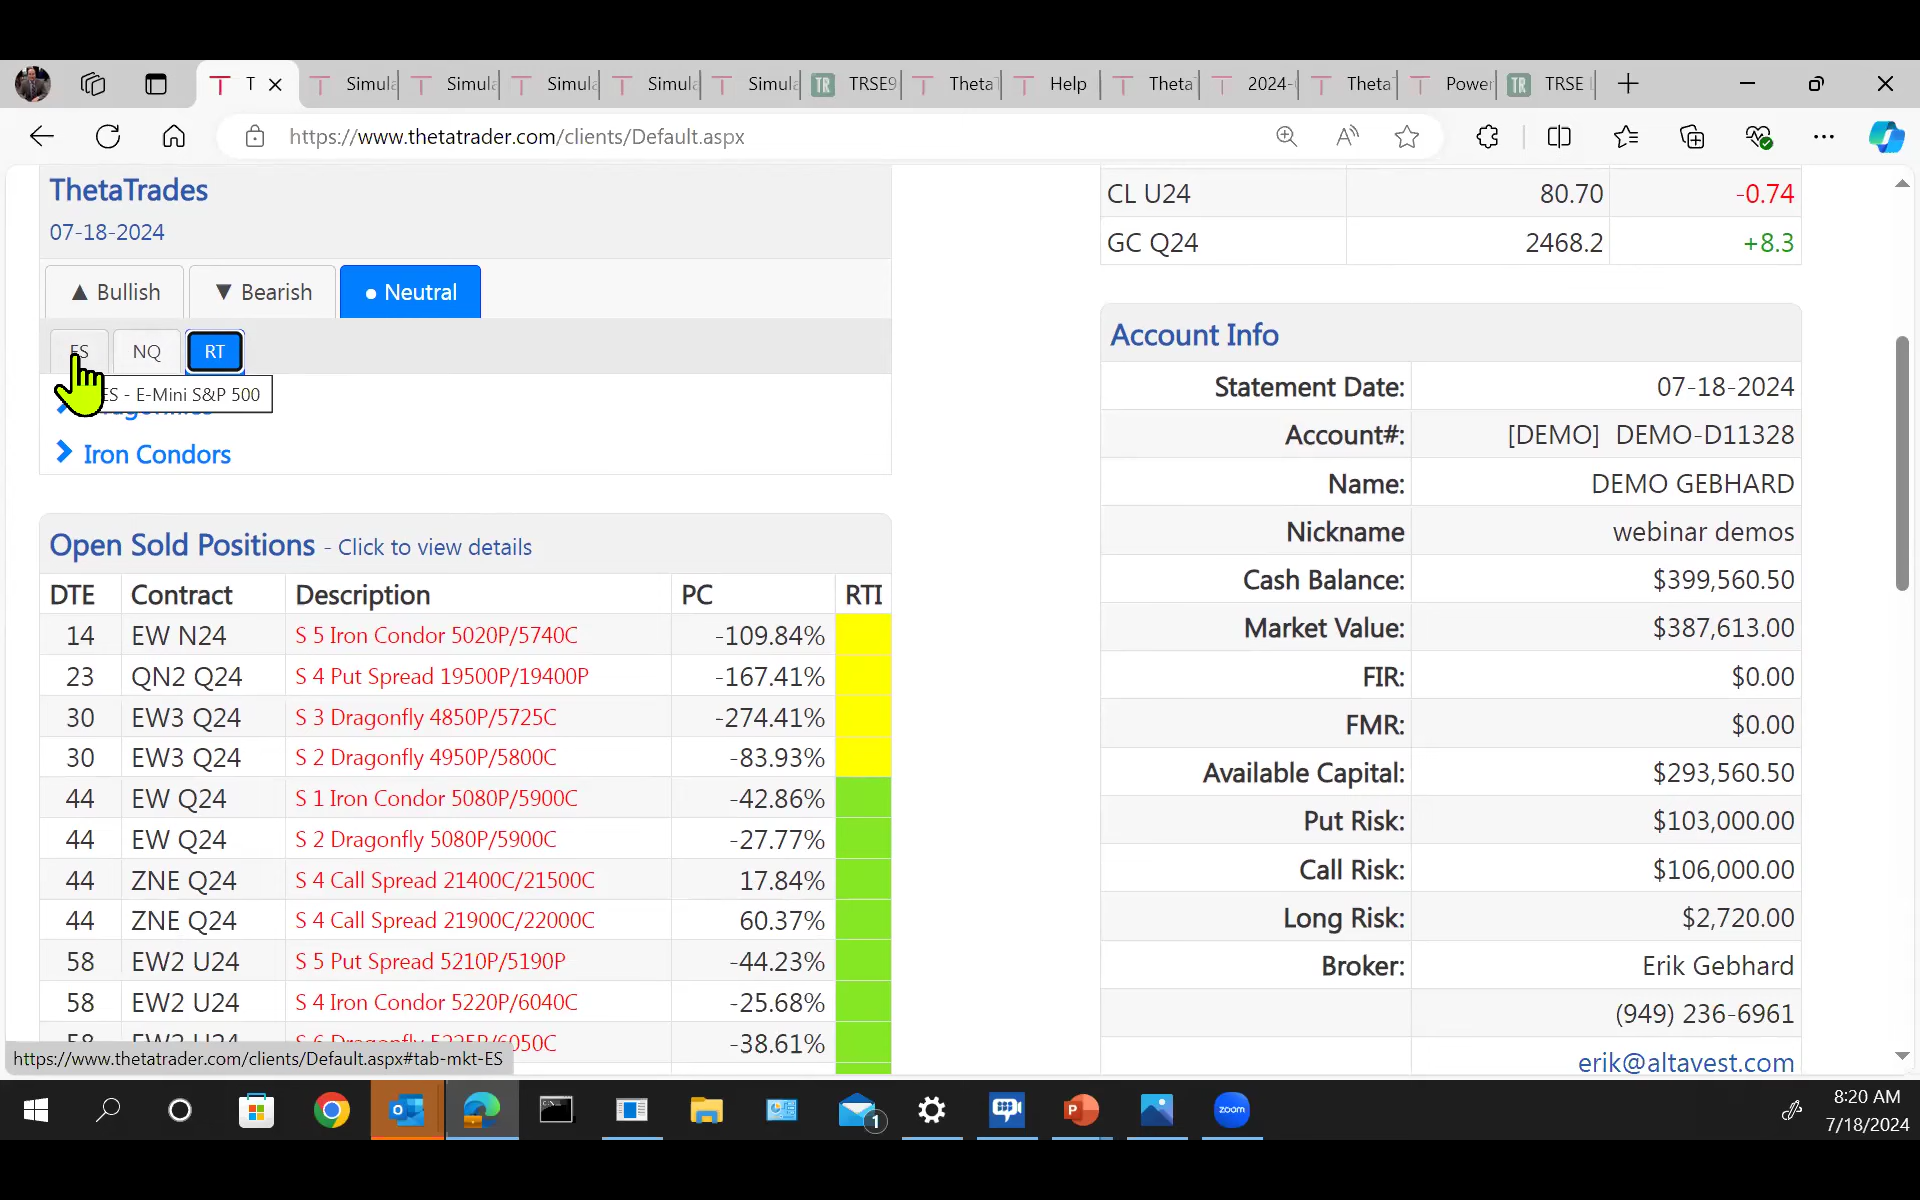 T
Simul
Simul
Simul
Simul
Simul
TR
TRSE9
Theta
Help
Theta
2024-
Theta
Power
TR
TRSE
https://www.thetatrader.com/clients/Default.aspx
ThetaTrades
07-18-2024
▲ Bullish
▼ Bearish
● Neutral
ES
NQ
RT
ES - E-Mini S&P 500
Iron Condors
Open Sold Positions - Click to view details
DTE Contract Description PC RTI
14 EW N24 S 5 Iron Condor 5020P/5740C -109.84%
23 QN2 Q24 S 4 Put Spread 19500P/19400P -167.41%
30 EW3 Q24 S 3 Dragonfly 4850P/5725C -274.41%
30 EW3 Q24 S 2 Dragonfly 4950P/5800C -83.93%
44 EW Q24 S 1 Iron Condor 5080P/5900C -42.86%
44 EW Q24 S 2 Dragonfly 5080P/5900C -27.77%
44 ZNE Q24 S 4 Call Spread 21400C/21500C 17.84%
44 ZNE Q24 S 4 Call Spread 21900C/22000C 60.37%
58 EW2 U24 S 5 Put Spread 5210P/5190P -44.23%
58 EW2 U24 S 4 Iron Condor 5220P/6040C -25.68%
-38.61%
https://www.thetatrader.com/clients/Default.aspx#tab-mkt-ES
CL U24 80.70 -0.74
GC Q24 2468.2 +8.3
Account Info
Statement Date: 07-18-2024
Account#: [DEMO] DEMO-D11328
Name: DEMO GEBHARD
Nickname webinar demos
Cash Balance: $399,560.50
Market Value: $387,613.00
FIR: $0.00
FMR: $0.00
Available Capital: $293,560.50
Put Risk: $103,000.00
Call Risk: $106,000.00
Long Risk: $2,720.00
Broker: Erik Gebhard
(949) 236-6961
erik@altavest.com
1
zoom
8:20 AM
7/18/2024